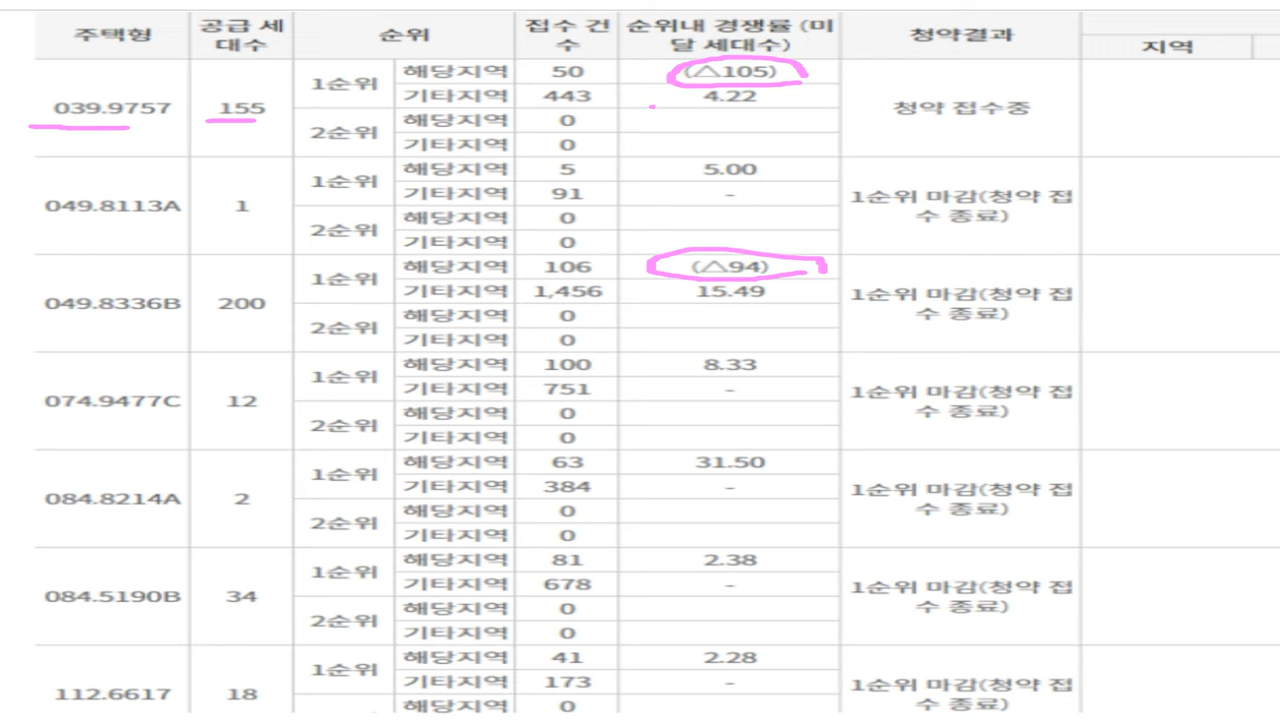 주택형 공급 세대수 순위 접수 건수 순위내 경쟁률 (미달 세대수) 청약결과 지역
039.9757 155 1순위 해당지역 50 (△105) 청약 접수중
기타지역 443 4.22
2순위 해당지역 0
기타지역 0
049.8113A 1 1순위 해당지역 5 5.00 1순위 마감(청약 접수 종료)
기타지역 91 -
2순위 해당지역 0
기타지역 0
049.8336B 200 1순위 해당지역 106 (△94) 1순위 마감(청약 접수 종료)
기타지역 1,456 15.49
2순위 해당지역 0
기타지역 0
074.9477C 12 1순위 해당지역 100 8.33 1순위 마감(청약 접수 종료)
기타지역 751 -
2순위 해당지역 0
기타지역 0
084.8214A 2 1순위 해당지역 63 31.50 1순위 마감(청약 접수 종료)
기타지역 384 -
2순위 해당지역 0
기타지역 0
084.5190B 34 1순위 해당지역 81 2.38 1순위 마감(청약 접수 종료)
기타지역 678 -
2순위 해당지역 0
기타지역 0
112.6617 18 1순위 해당지역 41 2.28 1순위 마감(청약 접수 종료)
기타지역 173 -
해당지역 0